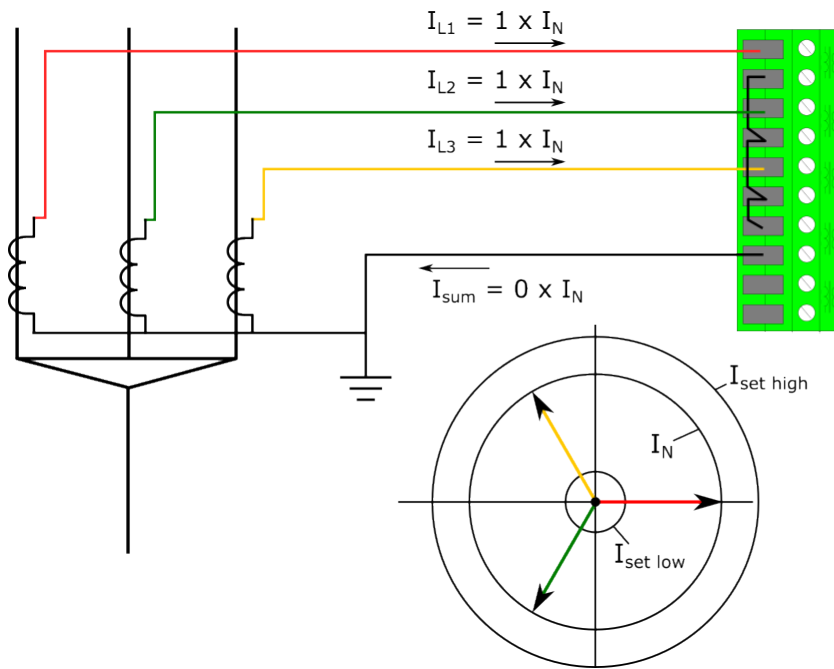 I_L1 = 1 x I_N
I_L2 = 1 x I_N
I_L3 = 1 x I_N
I_sum = 0 x I_N
I_set high
I_N
I_set low